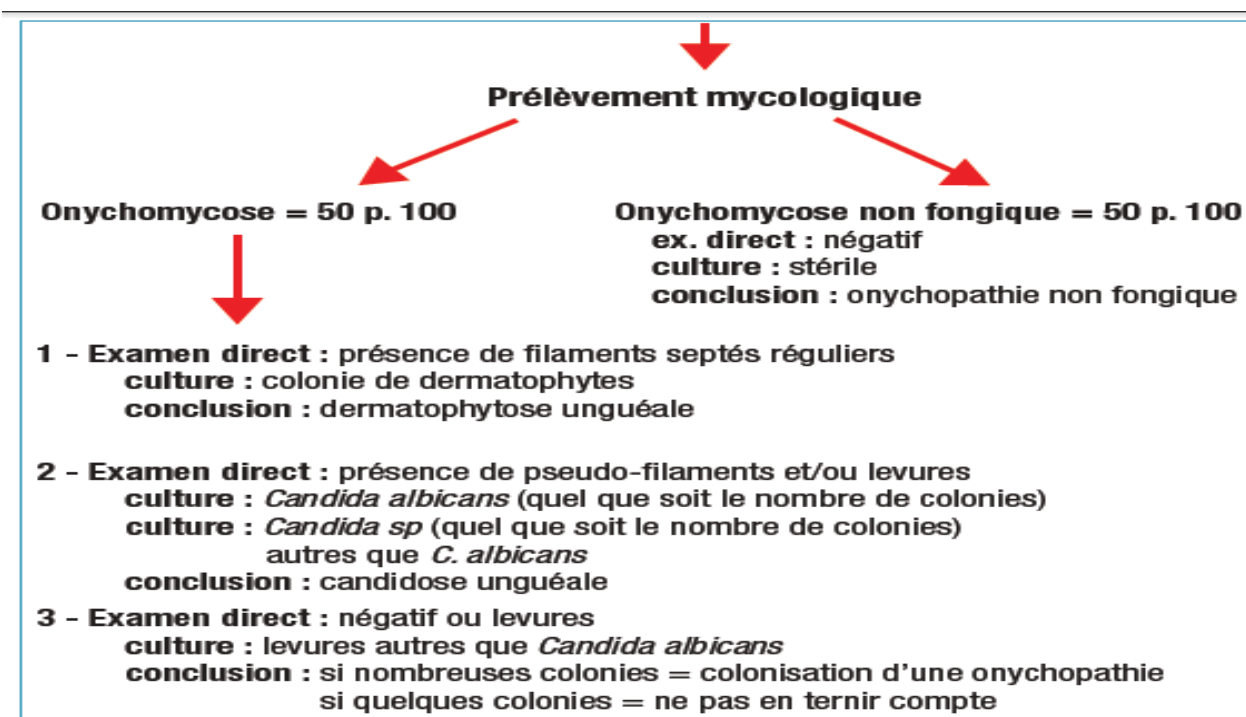 Prélèvement mycologique
Onychomycose = 50 p. 100
Onychomycose non fongique = 50 p. 100
ex. direct : négatif
culture : stérile
conclusion : onychopathie non fongique
1 - Examen direct : présence de filaments septés réguliers
culture : colonie de dermatophytes
conclusion : dermatophytose unguéale
2 - Examen direct : présence de pseudo-filaments et/ou levures
culture : Candida albicans (quel que soit le nombre de colonies)
culture : Candida sp (quel que soit le nombre de colonies)
autres que C. albicans
conclusion : candidose unguéale
3 - Examen direct : négatif ou levures
culture : levures autres que Candida albicans
conclusion : si nombreuses colonies = colonisation d'une onychopathie
si quelques colonies = ne pas en ternir compte